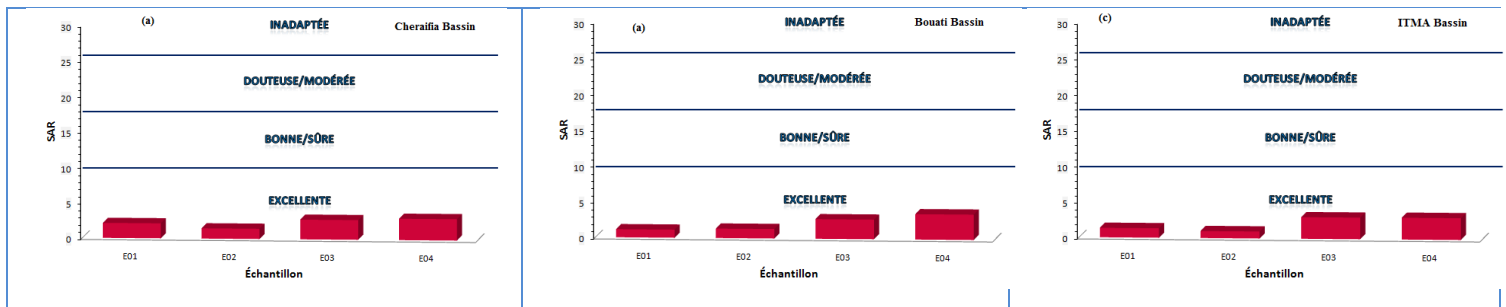 (a)
Cheraifia Bassin
INADAPTÉE
DOUTEUSE/MODÉRÉE
BONNE/SÛRE
EXCELLENTE
SAR
30
25
20
15
10
5
0
E01 E02 E03 E04
Échantillon
(a)
Bouati Bassin
INADAPTÉE
DOUTEUSE/MODÉRÉE
BONNE/SÛRE
EXCELLENTE
SAR
30
25
20
15
10
5
0
E01 E02 E03 E04
Échantillon
(c)
ITMA Bassin
INADAPTÉE
DOUTEUSE/MODÉRÉE
BONNE/SÛRE
EXCELLENTE
SAR
30
25
20
15
10
5
0
E01 E02 E03 E04
Échantillon